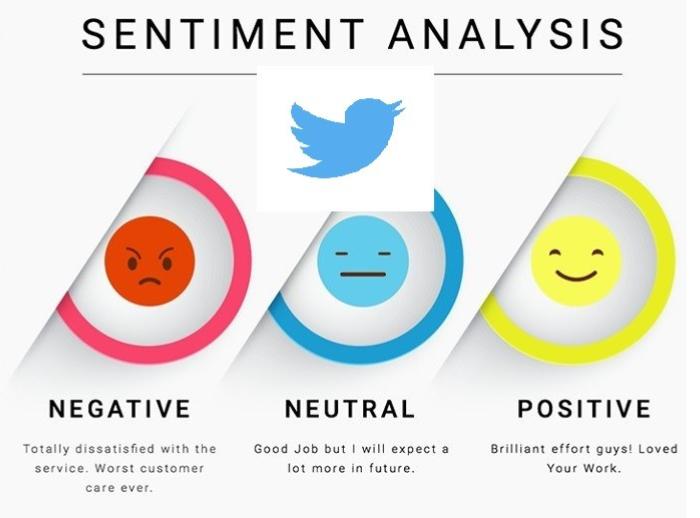 SENTIMENT ANALYSIS
NEGATIVE
Totally dissatisfied with the
service. Worst customer
care ever.
NEUTRAL
Good Job but I will expect a
lot more in future.
POSITIVE
Brilliant effort guys! Loved
Your Work.